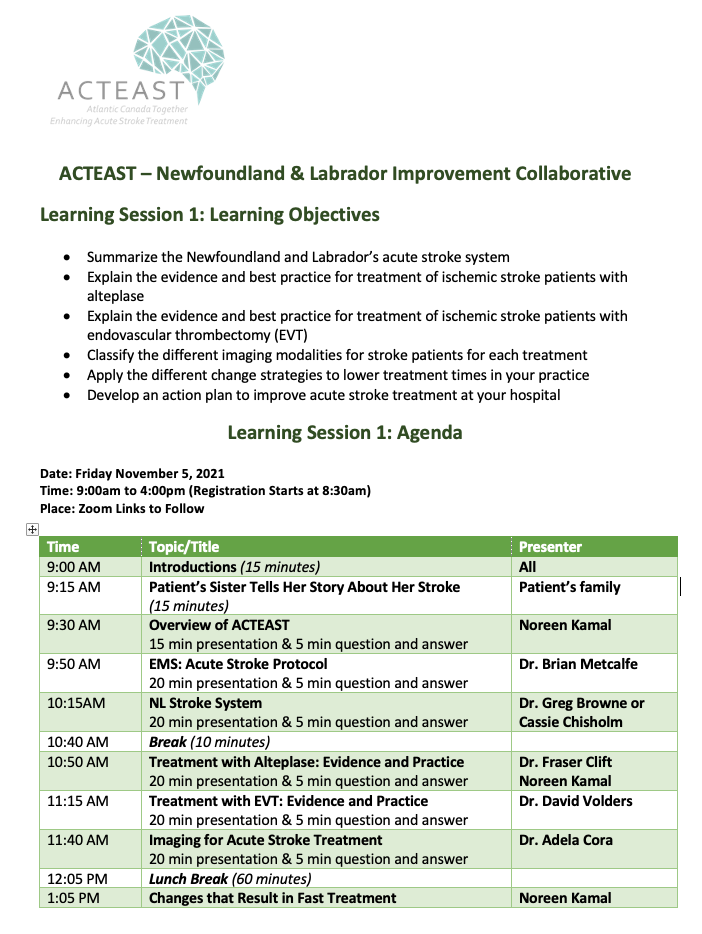 ACTEAST
Atlantic Canada Together
Enhancing Acute Stroke Treatment
ACTEAST – Newfoundland & Labrador Improvement Collaborative
Learning Session 1: Learning Objectives
• Summarize the Newfoundland and Labrador's acute stroke system
• Explain the evidence and best practice for treatment of ischemic stroke patients with
alteplase
• Explain the evidence and best practice for treatment of ischemic stroke patients with
endovascular thrombectomy (EVT)
• Classify the different imaging modalities for stroke patients for each treatment
• Apply the different change strategies to lower treatment times in your practice
• Develop an action plan to improve acute stroke treatment at your hospital
Learning Session 1: Agenda
Date: Friday November 5, 2021
Time: 9:00am to 4:00pm (Registration Starts at 8:30am)
Place: Zoom Links to Follow
Time Topic/Title Presenter
9:00 AM Introductions (15 minutes) All
9:15 AM Patient's Sister Tells Her Story About Her Stroke Patient's family
(15 minutes)
9:30 AM Overview of ACTEAST Noreen Kamal
15 min presentation & 5 min question and answer
9:50 AM EMS: Acute Stroke Protocol Dr. Brian Metcalfe
20 min presentation & 5 min question and answer
10:15AM NL Stroke System Dr. Greg Browne or
20 min presentation & 5 min question and answer Cassie Chisholm
10:40 AM Break (10 minutes)
10:50 AM Treatment with Alteplase: Evidence and Practice Dr. Fraser Clift
20 min presentation & 5 min question and answer Noreen Kamal
11:15 AM Treatment with EVT: Evidence and Practice Dr. David Volders
20 min presentation & 5 min question and answer
11:40 AM Imaging for Acute Stroke Treatment Dr. Adela Cora
20 min presentation & 5 min question and answer
12:05 PM Lunch Break (60 minutes)
1:05 PM Changes that Result in Fast Treatment Noreen Kamal